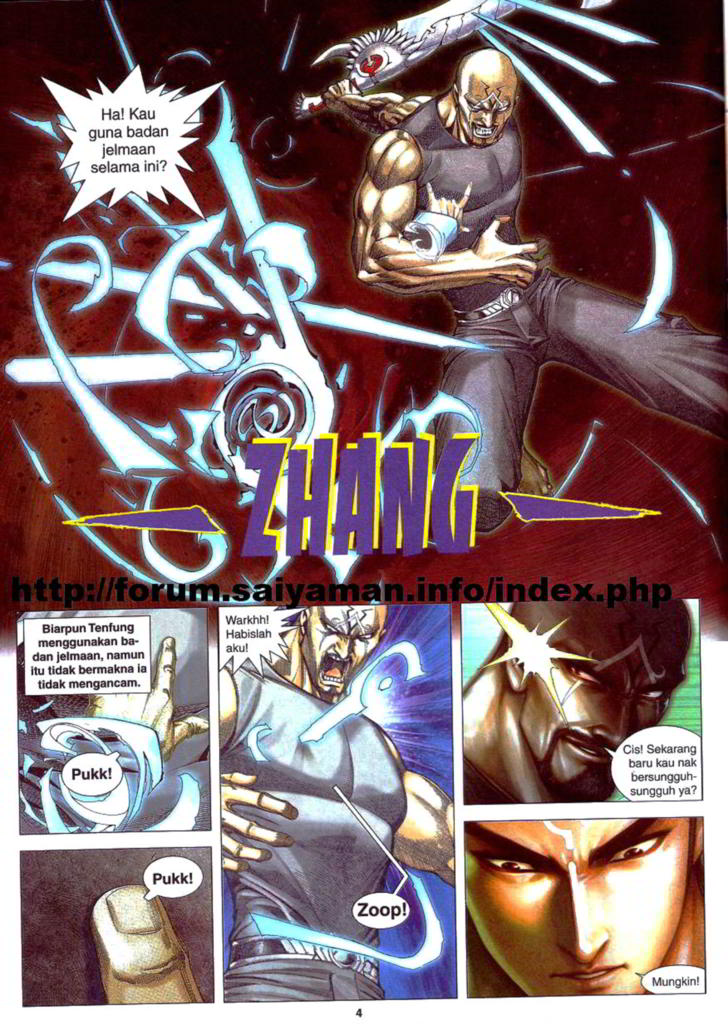 Ha! Kau
guna badan
jelmaan
selama ini?
ZHANG
http://forum.saiyaman.info/index.php
Biarpun Tenfung
menggunakan ba-
dan jelmaan, namun
itu tidak bermakna ia
tidak mengancam.
Pukk!
Pukk!
Warkhh!
Habislah
aku!
Zoop!
Cis! Sekarang
baru kau nak
bersungguh-
sungguh ya?
Mungkin!
4